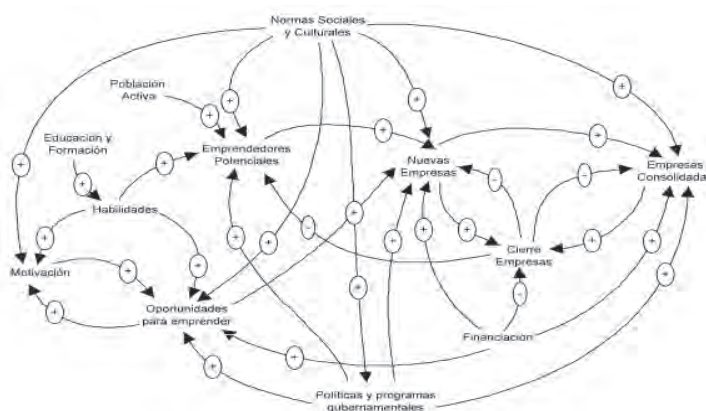 Normas Sociales
y Culturales
Población
Activa
Educación y
Formación
Emprendedores
Potenciales
Nuevas
Empresas
Empresas
Consolidada
Habilidades
Cierre
Empresas
Motivación
Oportunidades
para emprender
Financiación
Políticas y programas
gubernamentales